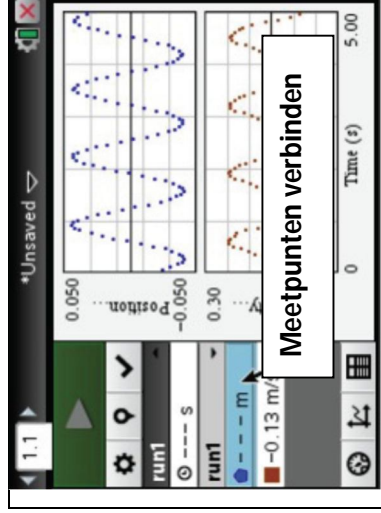 1.1
*Unsaved
run1
--- s
run1
--- m
-0.13 m/s
0.050
Position...
-0.050
0.30
ty...
0
Time (s)
5.00
Meetpunten verbinden